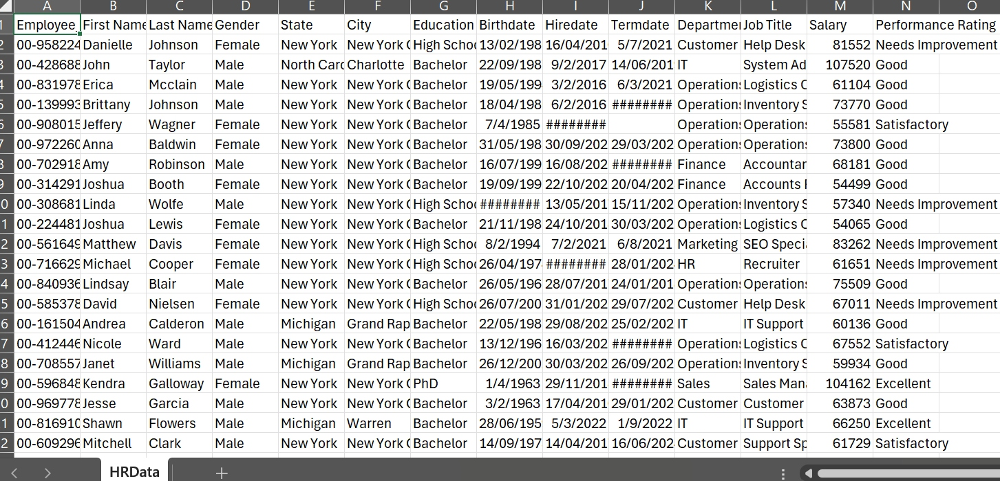 A B C D E F G H I J K L M N O
1 Employee_ First Name Last Name Gender State City Education Birthdate Hiredate Termdate Departme Job Title Salary Performance Rating
2 00-958224 Danielle Johnson Female New York New York High Schoo 13/02/198 16/04/201 5/7/2021 Customer Help Desk 81552 Needs Improvement
3 00-428688 John Taylor Male North Caro Charlotte Bachelor 22/09/198 9/2/2017 14/06/201 IT System Ad 107520 Good
4 00-831978 Erica Mcclain Male New York New York Bachelor 19/05/199 3/2/2016 6/3/2021 Operations Logistics C 61104 Good
5 00-139993 Brittany Johnson Male New York New York Bachelor 18/04/198 6/2/2016 ######## Operations Inventory S 73770 Good
6 00-908015 Jeffery Wagner Female New York New York Bachelor 7/4/1985 ######## Operations Operations 55581 Satisfactory
7 00-972260 Anna Baldwin Female New York New York Bachelor 31/05/198 30/09/202 29/03/202 Operations Operations 73800 Good
8 00-702918 Amy Robinson Male New York New York Bachelor 16/07/199 16/08/202 ######## Finance Accountan 68181 Good
9 00-314291 Joshua Booth Female New York New York Bachelor 19/09/199 22/10/202 20/04/202 Finance Accounts 54499 Good
0 00-308681 Linda Wolfe Male New York New York High Schoo ######## 13/05/201 15/11/202 Operations Inventory S 57340 Needs Improvement
1 00-224481 Joshua Lewis Female New York New York Bachelor 21/11/198 24/10/201 30/03/202 Operations Logistics C 54065 Good
2 00-561649 Matthew Davis Female New York New York High Schoo 8/2/1994 7/2/2021 6/8/2021 Marketing SEO Speci 83262 Needs Improvement
3 00-716629 Michael Cooper Female New York New York High Schoo 26/04/197 ######## 28/01/202 HR Recruiter 61651 Needs Improvement
4 00-840936 Lindsay Blair Male New York New York Bachelor 26/05/196 28/07/201 24/01/201 Operations Operations 75509 Good
5 00-585378 David Nielsen Female New York New York High Schoo 26/07/200 31/01/202 29/07/202 Customer Help Desk 67011 Needs Improvement
6 00-161504 Andrea Calderon Male Michigan Grand Rap Bachelor 22/05/198 29/08/202 25/02/202 IT IT Support 60136 Good
7 00-412446 Nicole Ward Male New York New York Bachelor 13/12/196 16/03/202 ######## Operations Logistics C 67552 Satisfactory
8 00-708557 Janet Williams Male Michigan Grand Rap Bachelor 26/12/200 30/03/202 26/09/202 Operations Inventory S 59934 Good
9 00-596848 Kendra Galloway Female New York New York PhD 1/4/1963 29/11/201 ######## Sales Sales Man 104162 Excellent
0 00-969778 Jesse Garcia Male New York New York Bachelor 3/2/1963 17/04/201 29/01/202 Customer Customer 63873 Good
1 00-816910 Shawn Flowers Male Michigan Warren Bachelor 28/06/195 5/3/2022 1/9/2022 IT IT Support 66250 Excellent
2 00-609296 Mitchell Clark Male New York New York Bachelor 14/09/197 14/04/201 16/06/202 Customer Support Sp 61729 Satisfactory
HRData